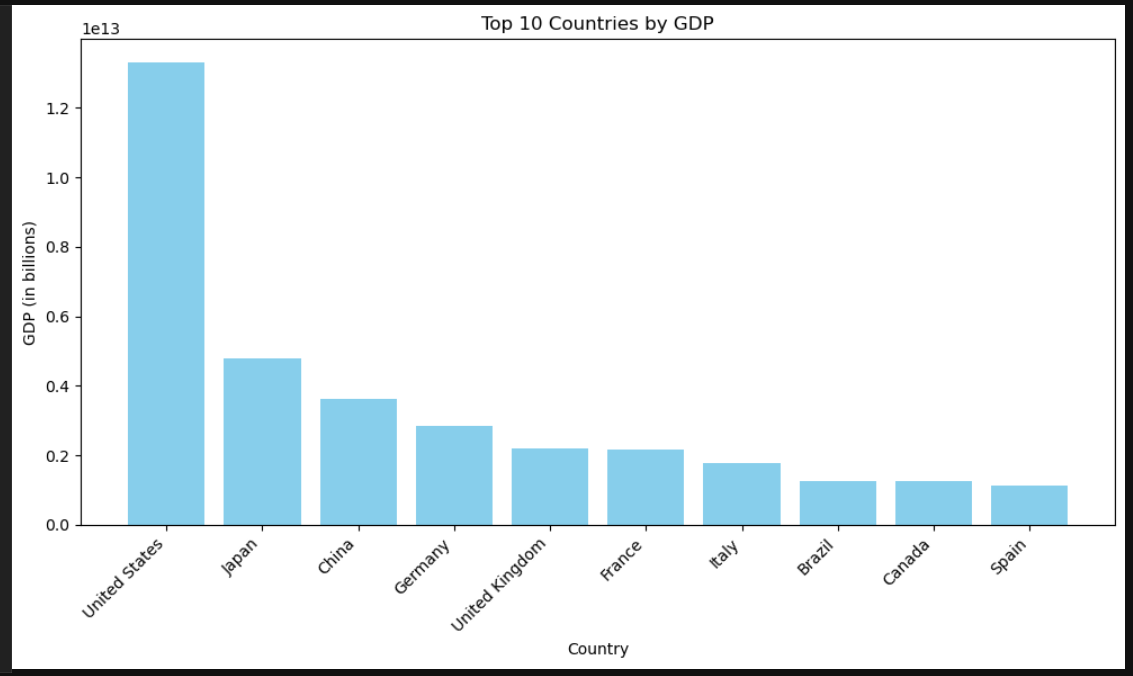 Top 10 Countries by GDP
1e13
1.2
1.0
0.8
0.6
0.4
0.2
0.0
GDP (in billions)
United States
Japan
China
Germany
United Kingdom
France
Italy
Brazil
Canada
Spain
Country